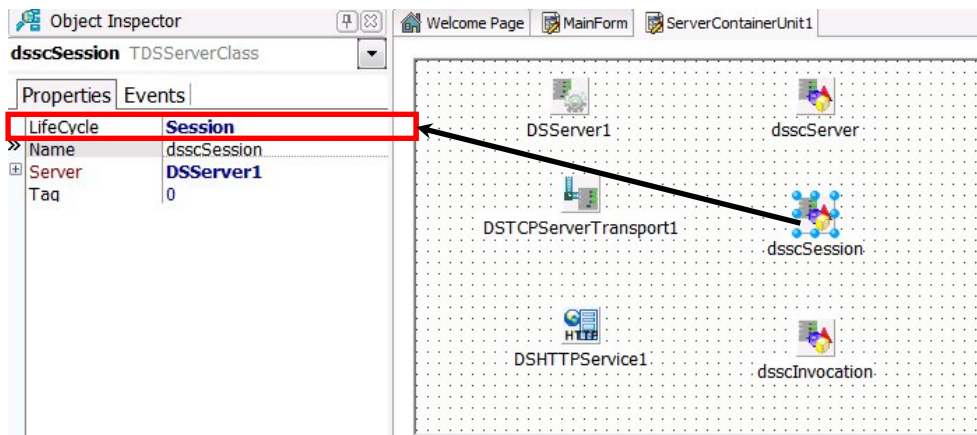 Object Inspector
dsscSession TDSServerClass
Properties Events
LifeCycle Session
Name dsscSession
Server DSServer1
Tag 0
Welcome Page MainForm ServerContainerUnit1
DSServer1 dsscServer
DSTCPServerTransport1
dsscSession
HTTP
DSHTTPService1
dsscInvocation